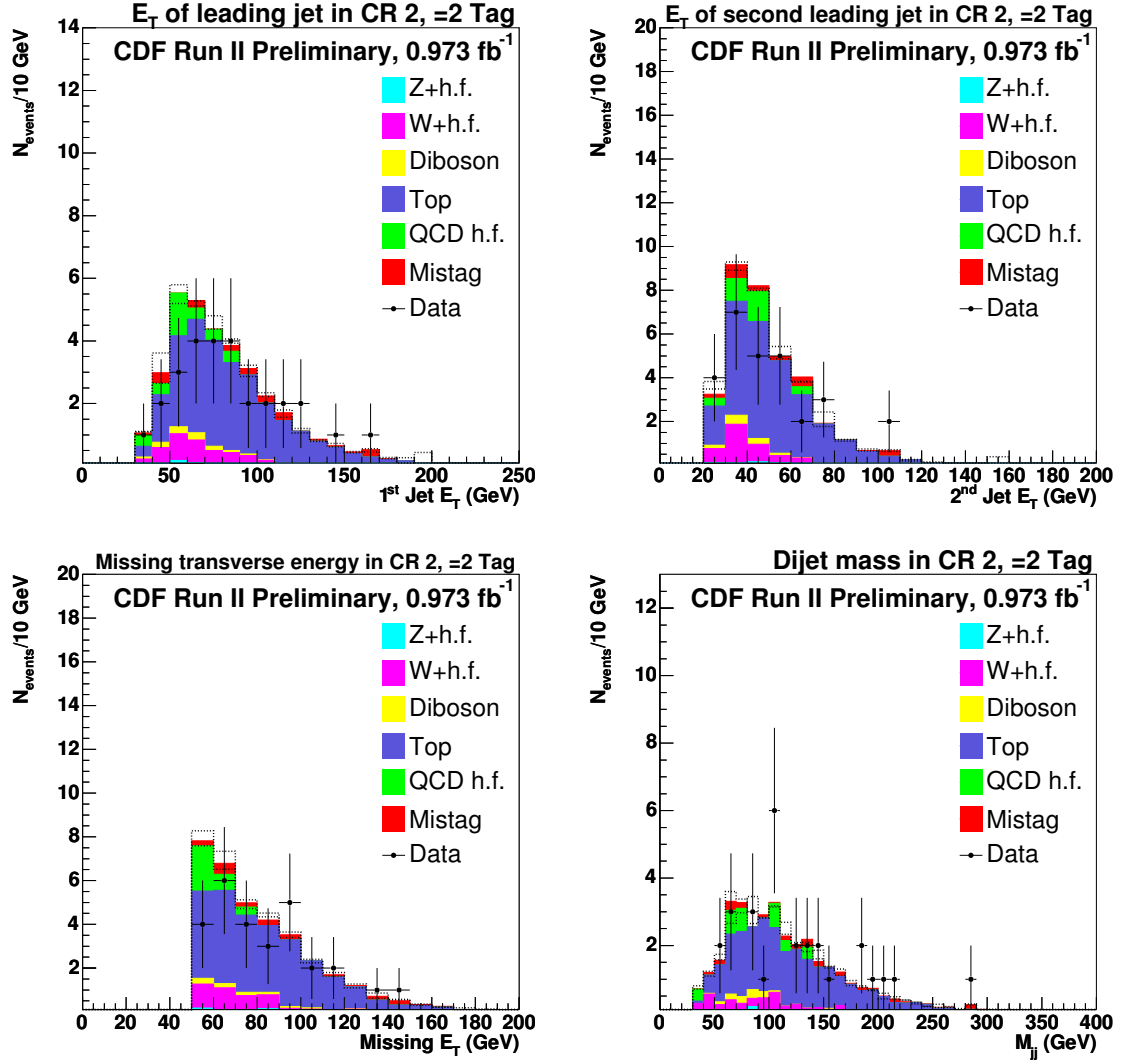 E_T of leading jet in CR 2, =2 Tag
CDF Run II Preliminary, 0.973 fb^-1
N_events/10 GeV
14
12
10
8
6
4
2
Z+h.f.
W+h.f.
Diboson
Top
QCD h.f.
Mistag
Data
0 50 100 150 200 250
1^st Jet E_T (GeV)
E_T of second leading jet in CR 2, =2 Tag
CDF Run II Preliminary, 0.973 fb^-1
N_events/10 GeV
20
18
16
14
12
10
8
6
4
2
Z+h.f.
W+h.f.
Diboson
Top
QCD h.f.
Mistag
Data
0 20 40 60 80 100 120 140 160 180 200
2^nd Jet E_T (GeV)
Missing transverse energy in CR 2, =2 Tag
CDF Run II Preliminary, 0.973 fb^-1
N_events/10 GeV
20
18
16
14
12
10
8
6
4
2
Z+h.f.
W+h.f.
Diboson
Top
QCD h.f.
Mistag
Data
0 20 40 60 80 100 120 140 160 180 200
Missing E_T (GeV)
Dijet mass in CR 2, =2 Tag
CDF Run II Preliminary, 0.973 fb^-1
N_events/10 GeV
12
10
8
6
4
2
Z+h.f.
W+h.f.
Diboson
Top
QCD h.f.
Mistag
Data
0 50 100 150 200 250 300 350 400
M_jj (GeV)